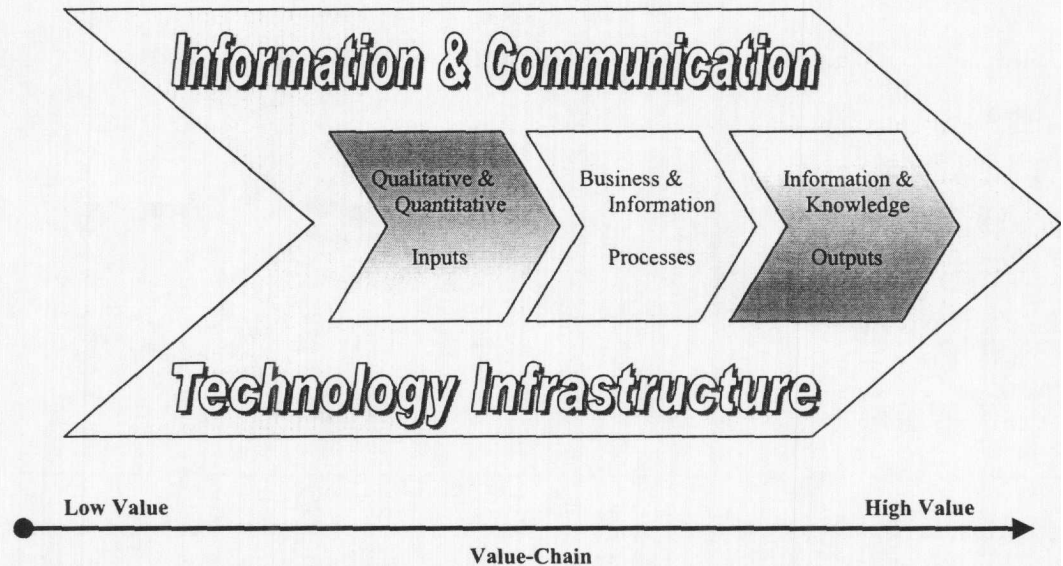 Information & Communication
Qualitative &
Quantitative
Inputs
Business &
Information
Processes
Information &
Knowledge
Outputs
Technology Infrastructure
Low Value
High Value
Value-Chain